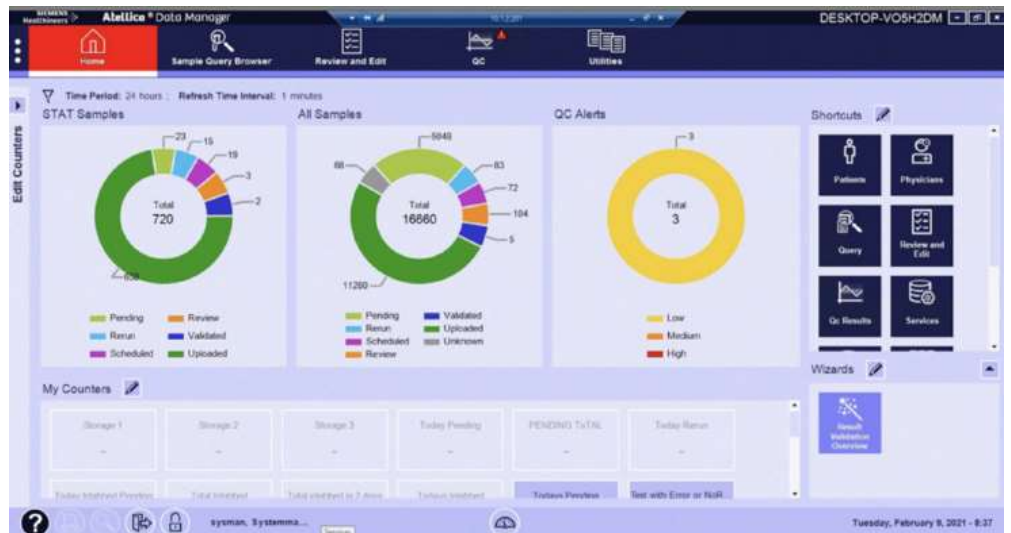 SIEMENS
Healthineers
Atellica® Data Manager
DESKTOP-VO5H2DM
Home
Sample Query Browser
Review and Edit
QC
Utilities
Time Period: 24 hours ; Refresh Time Interval: 1 minutes
Edit Counters
STAT Samples
23
15
19
3
2
Total
720
Pending
Review
Rerun
Validated
Scheduled
Uploaded
All Samples
5048
83
72
104
5
11280
Total
16660
Pending
Validated
Rerun
Uploaded
Scheduled
Unknown
Review
QC Alerts
3
Total
3
Low
Medium
High
Shortcuts
Patients
Physicians
Query
Review and
Edit
Qc Results
Services
Wizards
Result
Validation
Overview
My Counters
Storage 1
Storage 2
Storage 3
Today Pending
PENDING TOTAL
Today Rerun
Todays Pending
Test with Error or NoR...
sysman, Systemma...
Tuesday, February 9, 2021 - 8:37